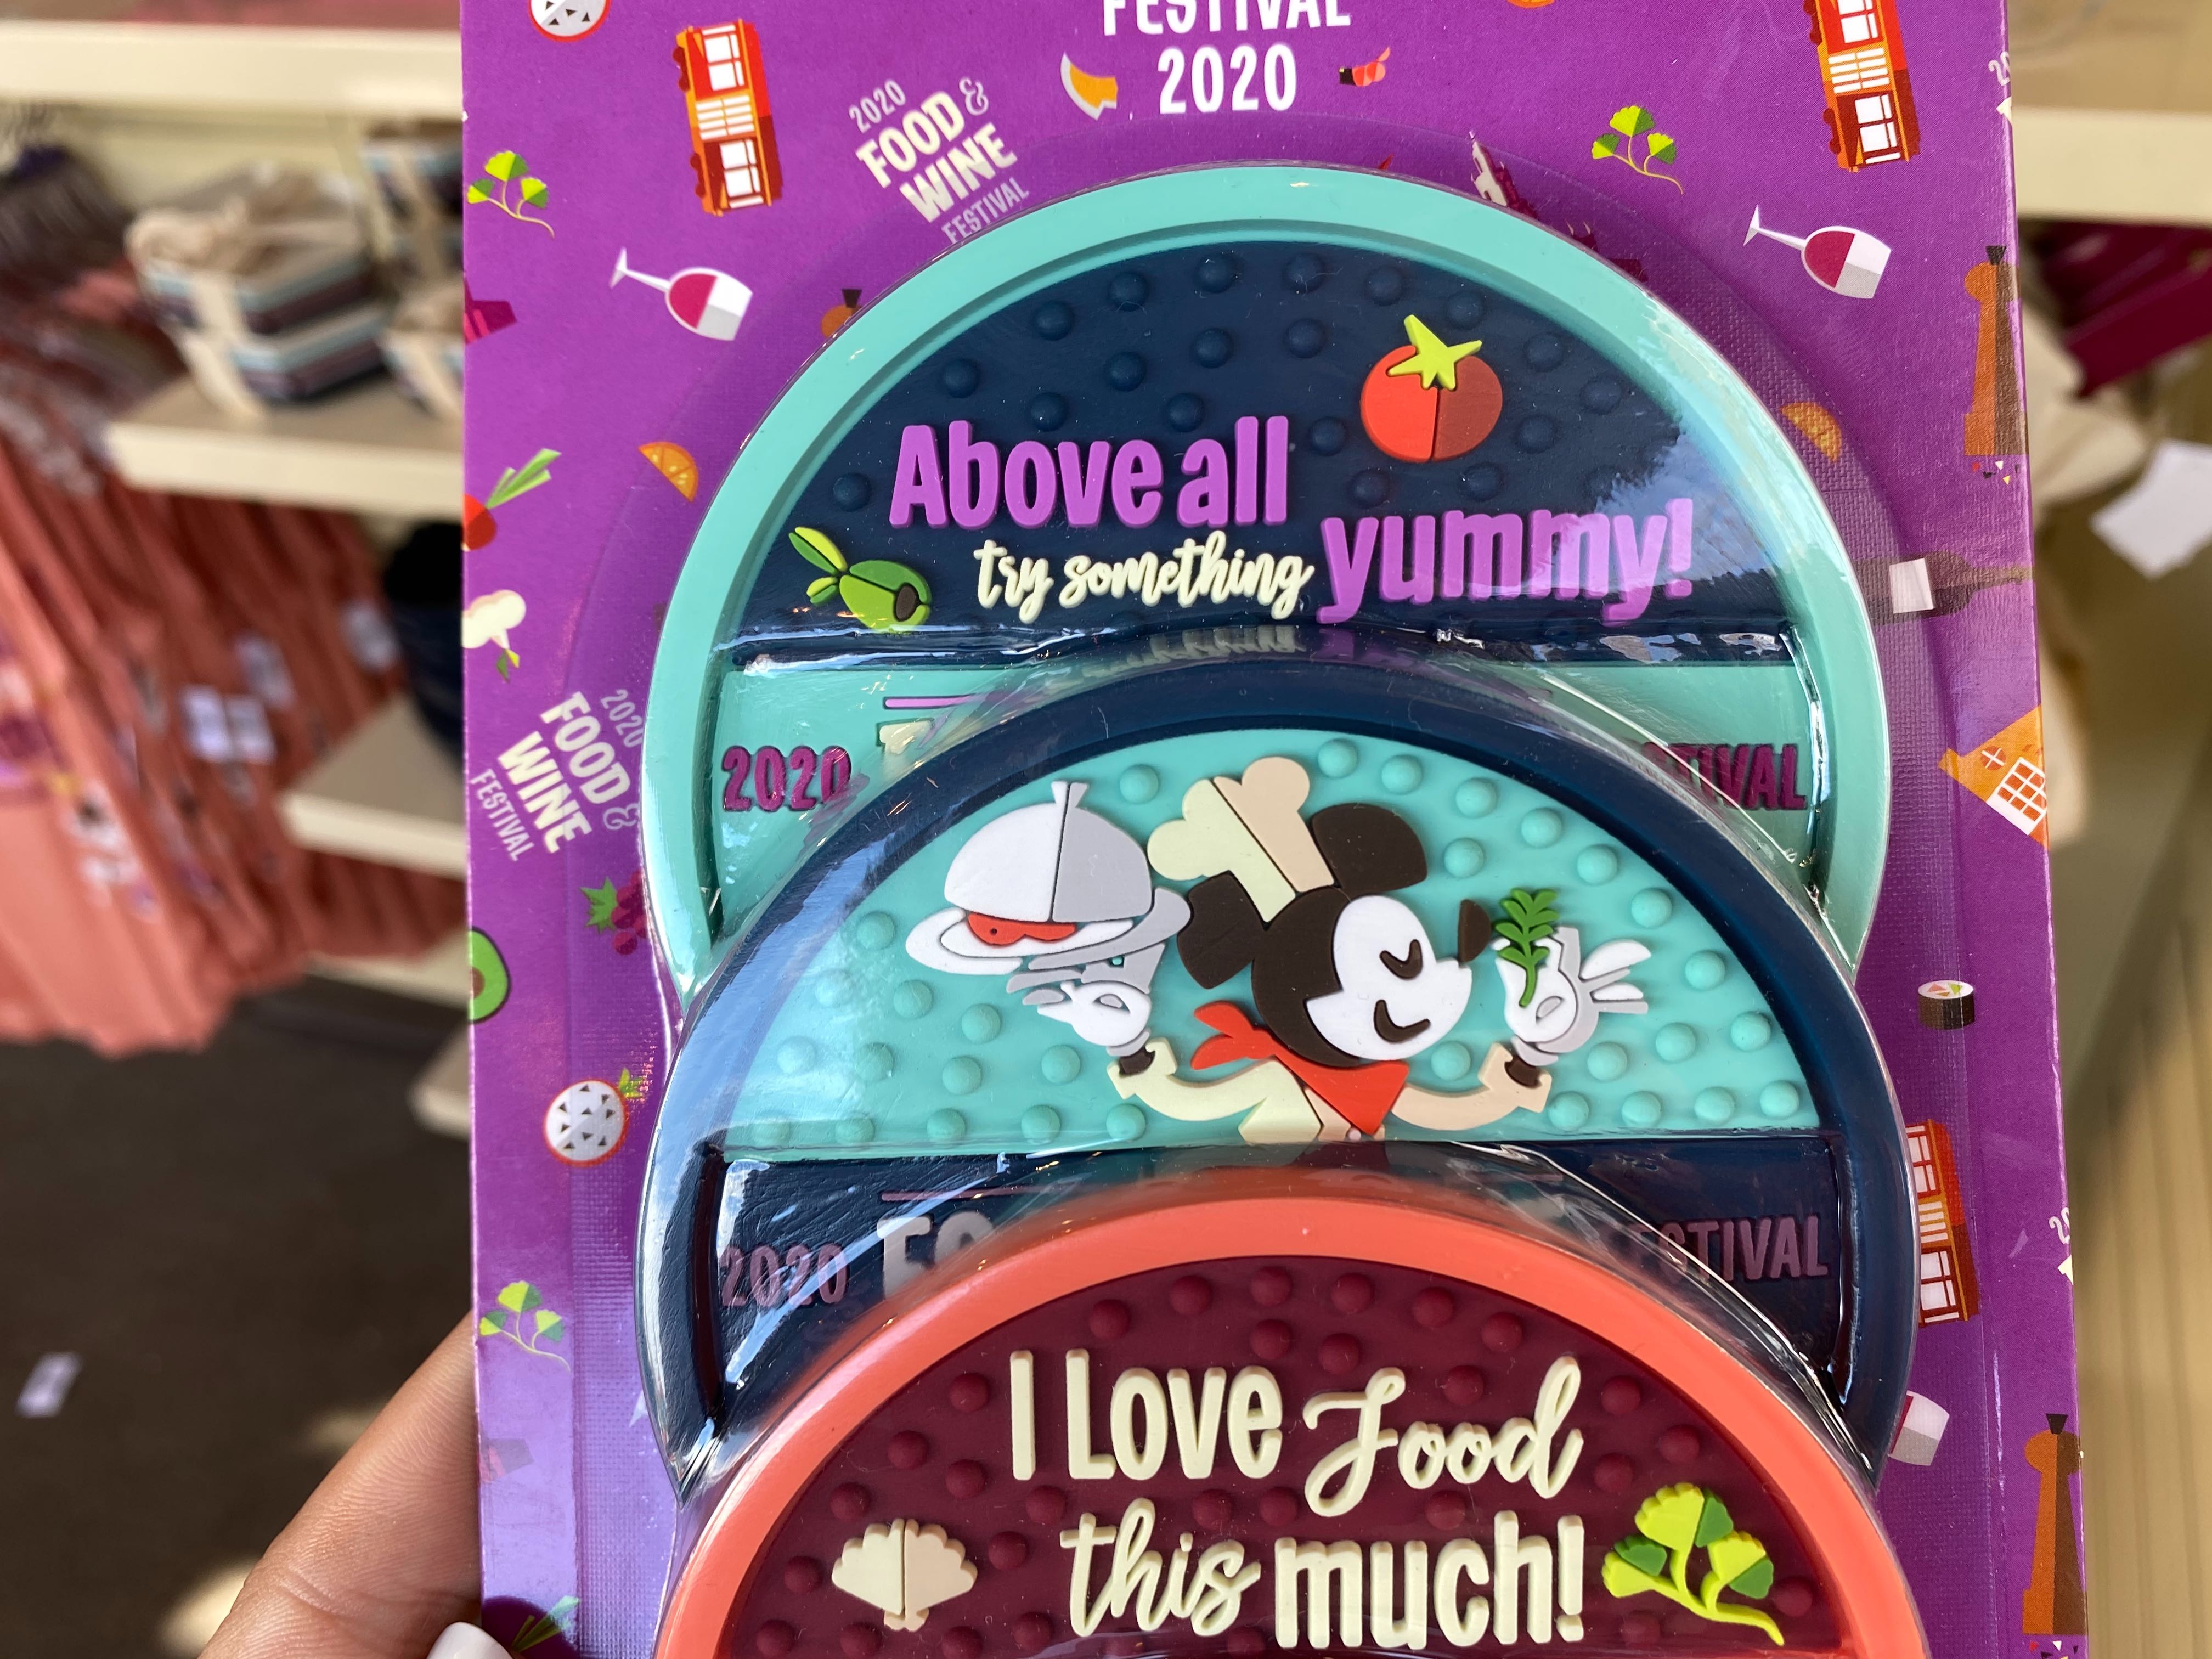 FESTIVAL
2020
2020
FOOD &
WINE
FESTIVAL
Above all
try something yummy!
2020
FOOD &
WINE
FESTIVAL
2020
2020
FESTIVAL
I Love Food
this much!